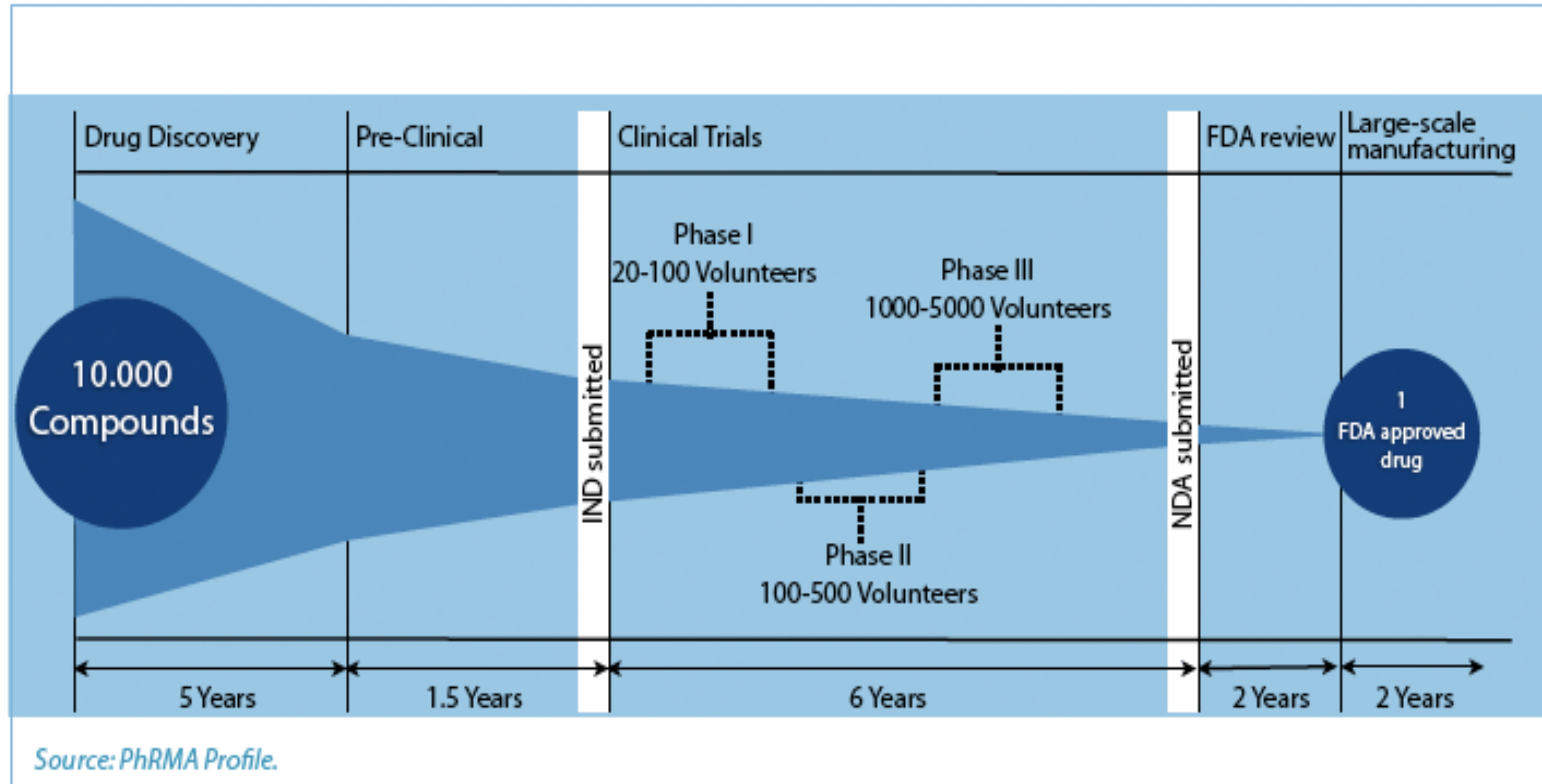 Drug Discovery
Pre-Clinical
Clinical Trials
FDA review
Large-scale
manufacturing
Phase I
20-100 Volunteers
Phase III
1000-5000 Volunteers
10.000
Compounds
IND submitted
NDA submitted
1
FDA approved
drug
Phase II
100-500 Volunteers
5 Years
1.5 Years
6 Years
2 Years
2 Years
Source: PhRMA Profile.